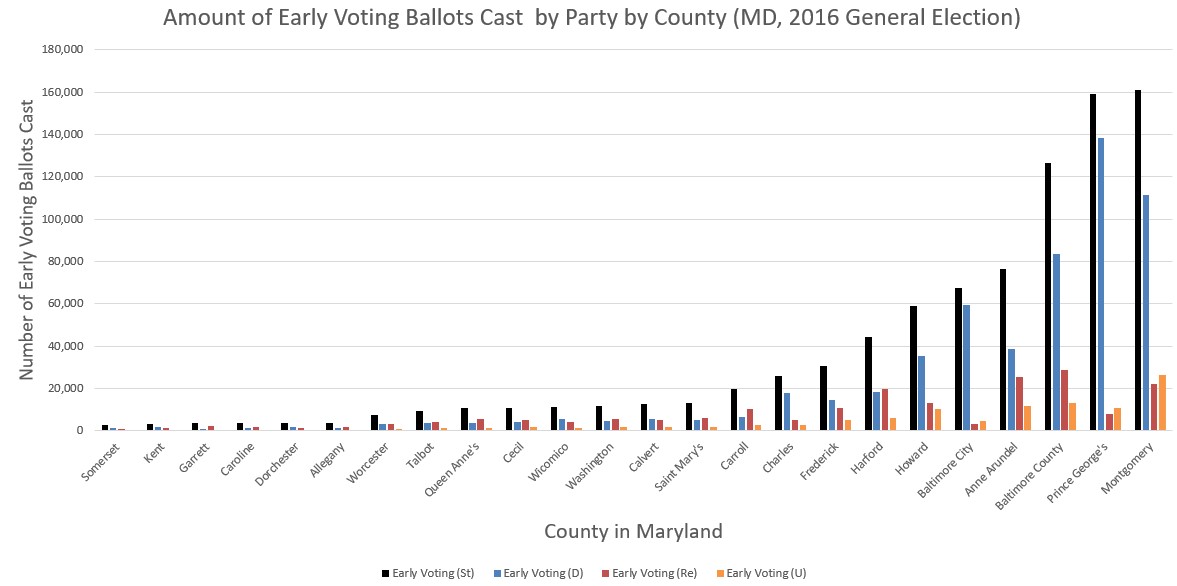 Amount of Early Voting Ballots Cast  by Party by County (MD, 2016 General Election)
Number of Early Voting Ballots Cast
180,000
160,000
140,000
120,000
100,000
80,000
60,000
40,000
20,000
0
Somerset
Kent
Garrett
Caroline
Dorchester
Allegany
Worcester
Talbot
Queen Anne's
Cecil
Wicomico
Washington
Calvert
Saint Mary's
Carroll
Charles
Frederick
Harford
Howard
Baltimore City
Anne Arundel
Baltimore County
Prince George's
Montgomery
County in Maryland
Early Voting (St) Early Voting (D) Early Voting (Re) Early Voting (U)